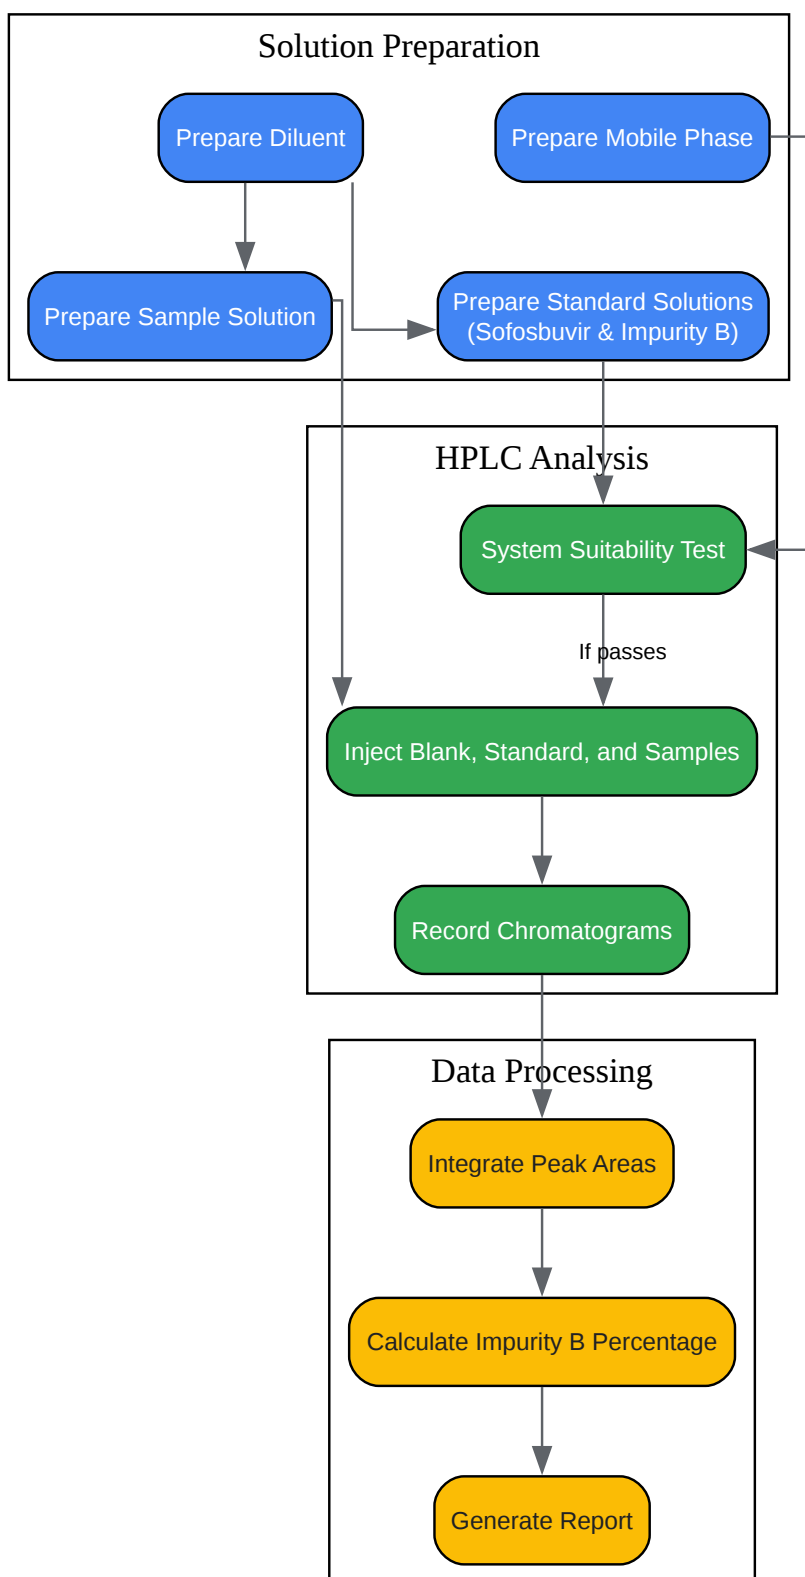 Solution Preparation
Prepare Diluent
Prepare Mobile Phase
Prepare Sample Solution
Prepare Standard Solutions
(Sofosbuvir & Impurity B)
HPLC Analysis
System Suitability Test
If passes
Inject Blank, Standard, and Samples
Record Chromatograms
Data Processing
Integrate Peak Areas
Calculate Impurity B Percentage
Generate Report